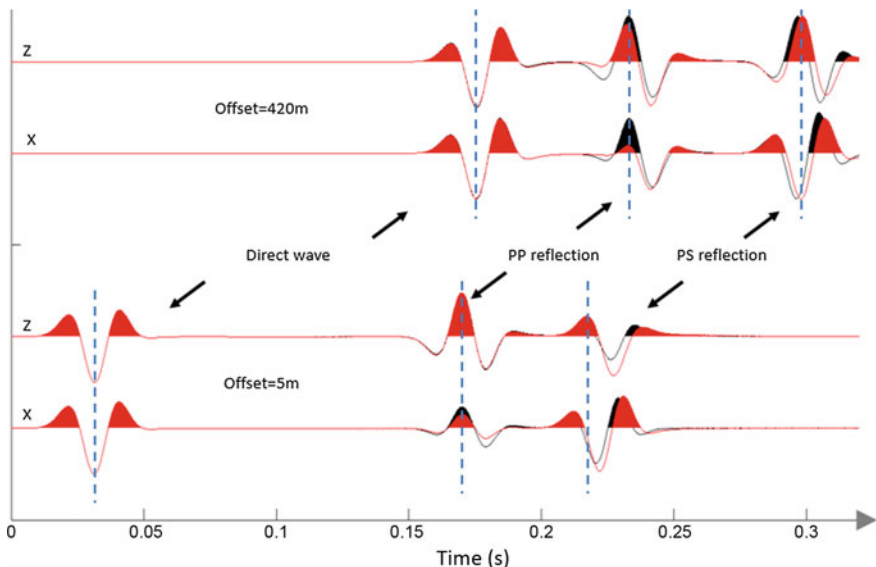 Z
Offset=420m
X
Direct wave
PP reflection
PS reflection
Z
Offset=5m
X
0 0.05 0.1 0.15 0.2 0.25 0.3
Time (s)